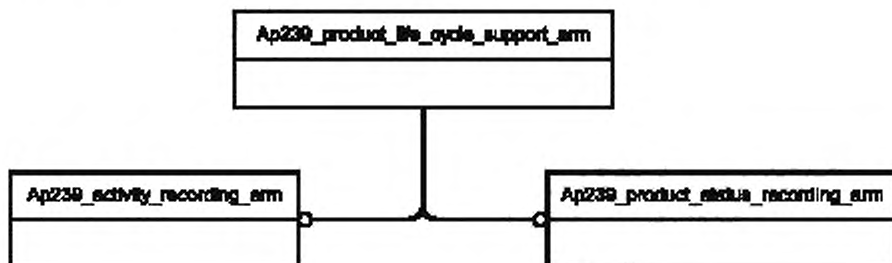 Ap239_product_life_cycle_support_arm
Ap239_activity_recording_arm
Ap239_product_status_recording_arm